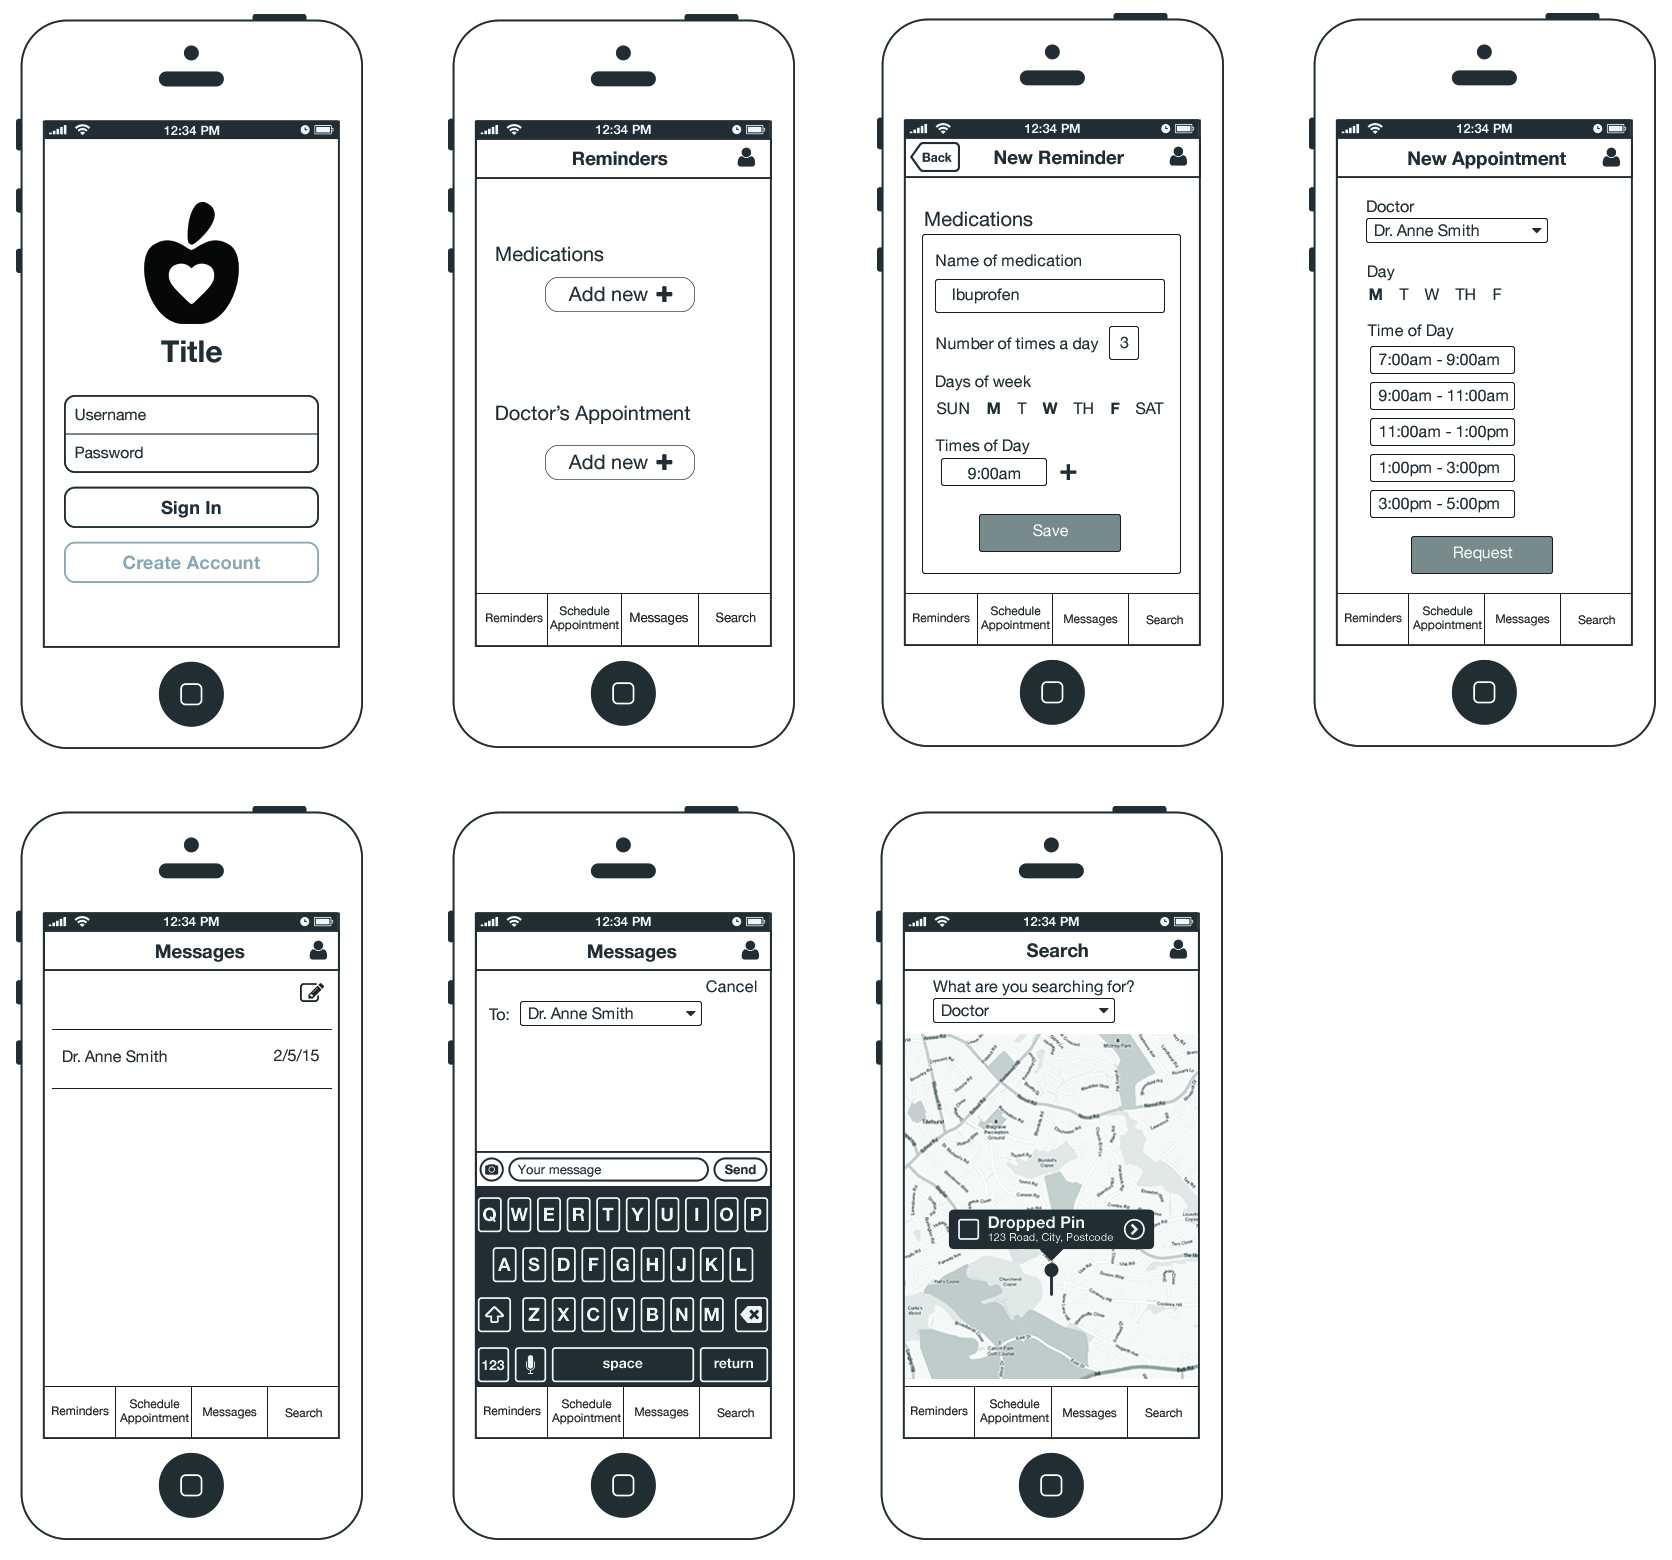 12:34 PM
Title
Username
Password
Sign In
Create Account
12:34 PM
Reminders
Medications
Add new
Doctor's Appointment
Add new
Reminders
Schedule
Appointment
Messages
Search
12:34 PM
Back
New Reminder
Medications
Name of medication
Ibuprofen
Number of times a day 3
Days of week
SUN M T W TH F SAT
Times of Day
9:00am +
Save
Reminders
Schedule
Appointment
Messages
Search
12:34 PM
New Appointment
Doctor
Dr. Anne Smith
Day
M T W TH F
Time of Day
7:00am - 9:00am
9:00am - 11:00am
11:00am - 1:00pm
1:00pm - 3:00pm
3:00pm - 5:00pm
Request
Reminders
Schedule
Appointment
Messages
Search
12:34 PM
Messages
Dr. Anne Smith 2/5/15
Reminders
Schedule
Appointment
Messages
Search
12:34 PM
Messages
Cancel
To: Dr. Anne Smith
Your message
Send
Q W E R T Y U I O P
A S D F G H J K L
Z X C V B N M
123 space return
Reminders
Schedule
Appointment
Messages
Search
12:34 PM
Search
What are you searching for?
Doctor
Dropped Pin
123 Road, City, Postcode
Reminders
Schedule
Appointment
Messages
Search